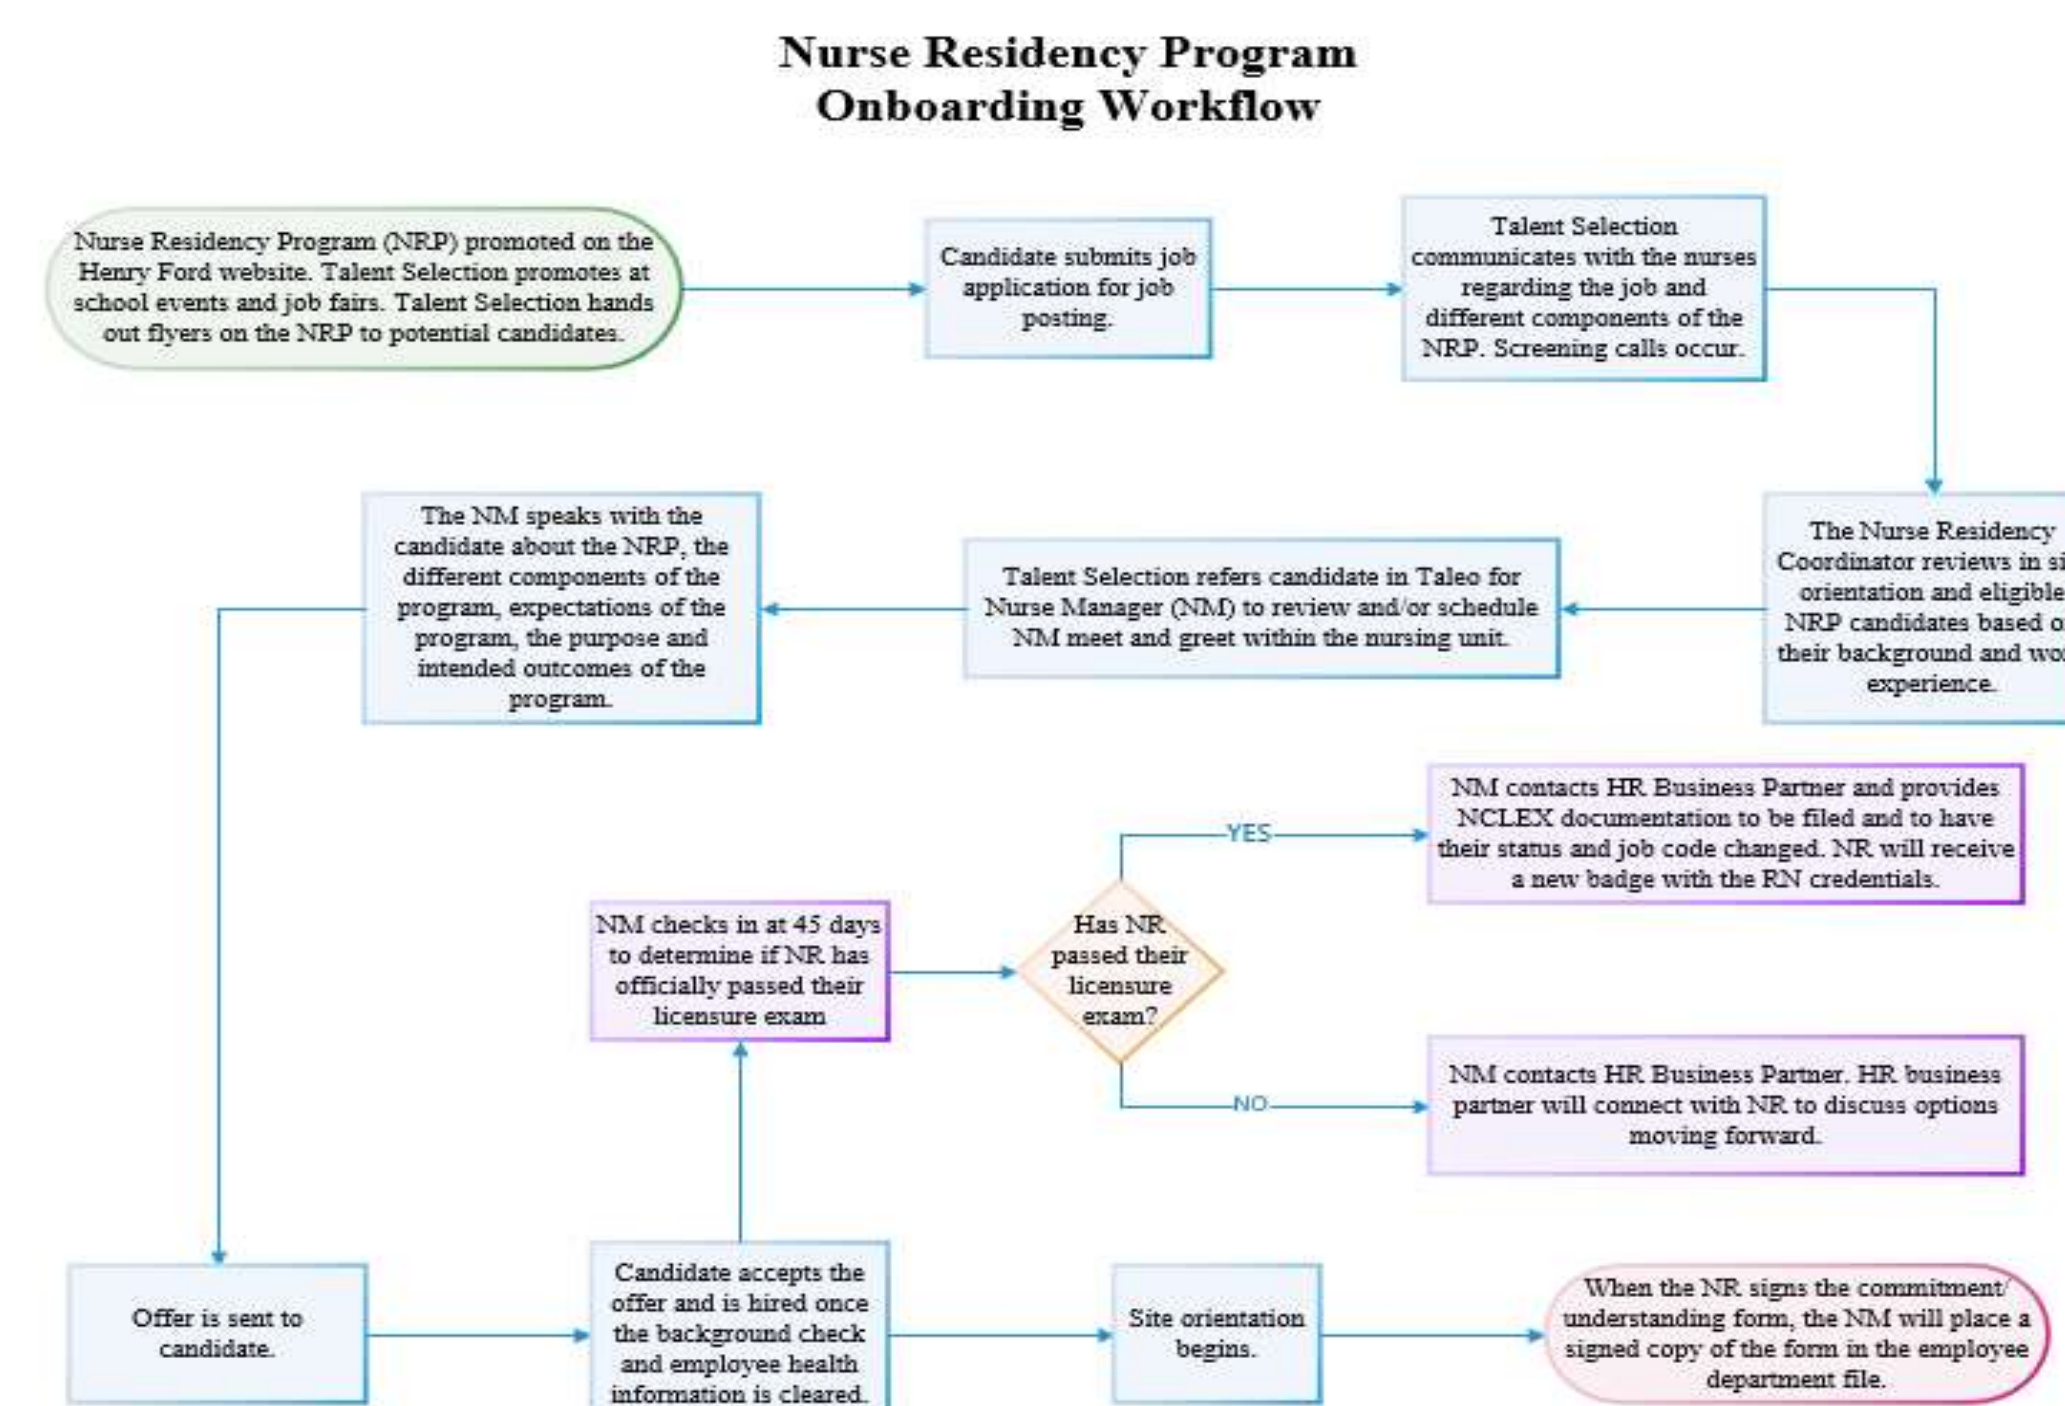 Nurse Residency Program
Onboarding Workflow
Nurse Residency Program (NRP) promoted on the
Henry Ford website. Talent Selection promotes at
school events and job fairs. Talent Selection hands
out flyers on the NRP to potential candidates.
Candidate submits job
application for job
posting.
Talent Selection
communicates with the nurses
regarding the job and
different components of the
NRP. Screening calls occur.
The Nurse Residency
Coordinator reviews in
orientation and eligible
NRP candidates based
their background and
experience.
Talent Selection refers candidate in Taleo for
Nurse Manager (NM) to review and/or schedule
NM meet and greet within the nursing unit.
The NM speaks with the
candidate about the NRP, the
different components of the
program, expectations of the
program, the purpose and
intended outcomes of the
program.
Offer is sent to
candidate.
Candidate accepts the
offer and is hired once
the background check
and employee health
information is cleared.
NM checks in at 45 days
to determine if NR has
officially passed their
licensure exam
Has NR
passed their
licensure
exam?
YES
NM contacts HR Business Partner and provides
NCLEX documentation to be filed and to have
their status and job code changed. NR will receive
a new badge with the RN credentials.
NO
NM contacts HR Business Partner. HR business
partner will connect with NR to discuss options
moving forward.
Site orientation
begins.
When the NR signs the commitment/
understanding form, the NM will place a
signed copy of the form in the employee
department file.